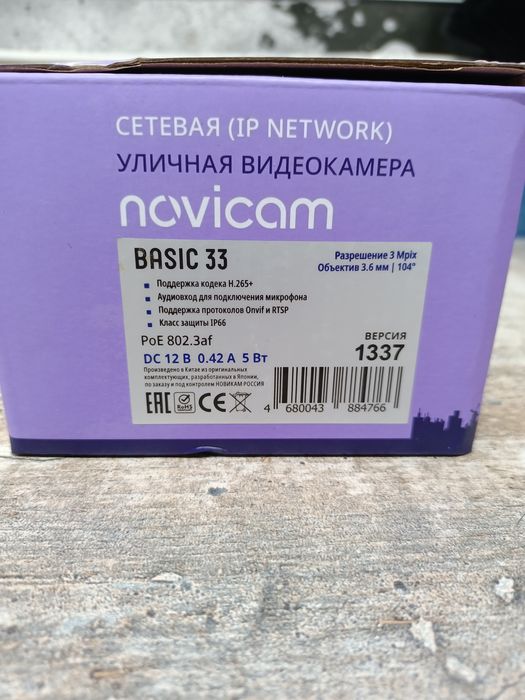 СЕТЕВАЯ (IP NETWORK)
УЛИЧНАЯ ВИДЕОКАМЕРА
novicam
BASIC 33
Разрешение 3 Mpix
Объектив 3.6 мм | 104°
Поддержка кодека H.265+
Аудиовход для подключения микрофона
Поддержка протоколов Onvif и RTSP
Класс защиты IP66
PoE 802.3af
DC 12 В 0.42 А 5 Вт
ВЕРСИЯ
1337
Произведено в Китае из оригинальных
комплектующих, разработанных в Японии,
по заказу и под контролем НОВИКАМ РОССИЯ
EAC RoHS CE
4 680043 884766